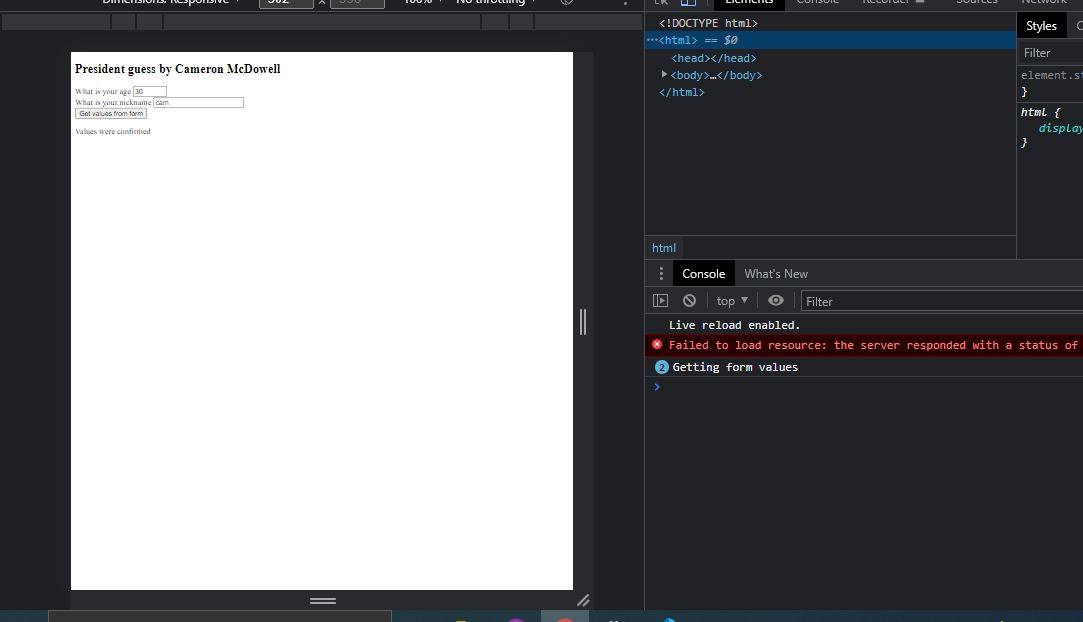 Dimensions: Responsive 502 × 100% No throttling
Elements Console Recorder Sources Network
President guess by Cameron McDowell
What is your age 30
What is your nickname cam
Get values from form
Values were confirmed
<!DOCTYPE html>
<html> == $0
<head></head>
<body>…</body>
</html>
html
Styles
Filter
}
html {
display
}
Console What's New
top Filter
Live reload enabled.
Failed to load resource: the server responded with a status of
2 Getting form values